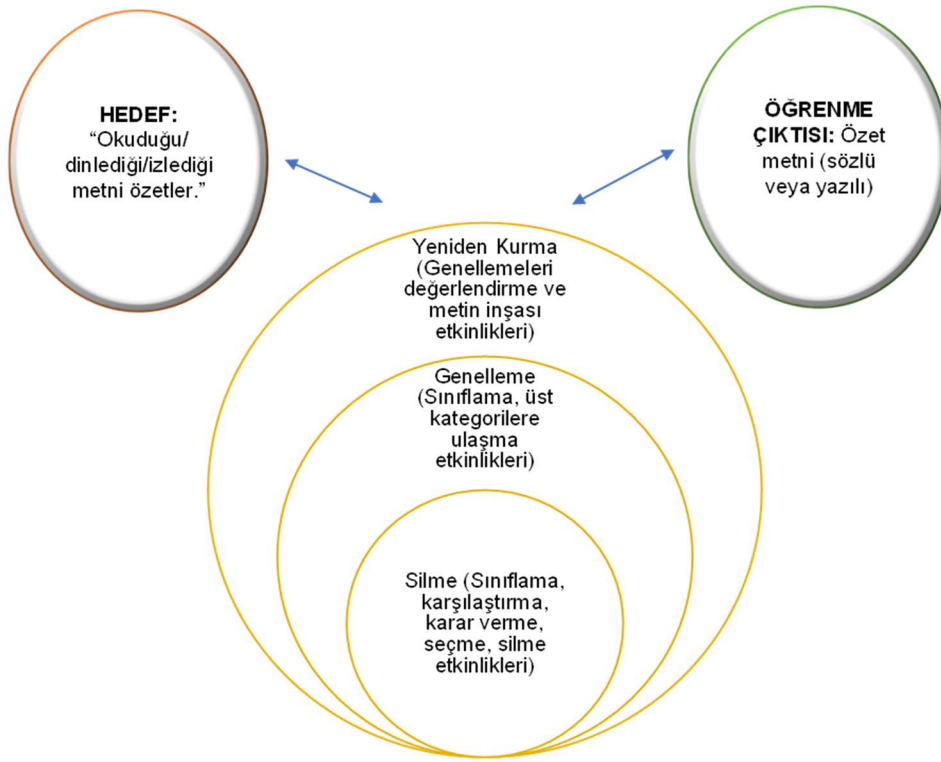 HEDEF:
“Okuduğu/
dinlediği/izlediği
metni özetler.”
ÖĞRENME
ÇIKTISI: Özet
metni (sözlü
veya yazılı)
Yeniden Kurma
(Genellemeleri
değerlendirme ve
metin inşası
etkinlikleri)
Genelleme
(Sınıflama, üst
kategorilere
ulaşma
etkinlikleri)
Silme (Sınıflama,
karşılaştırma,
karar verme,
seçme, silme
etkinlikleri)